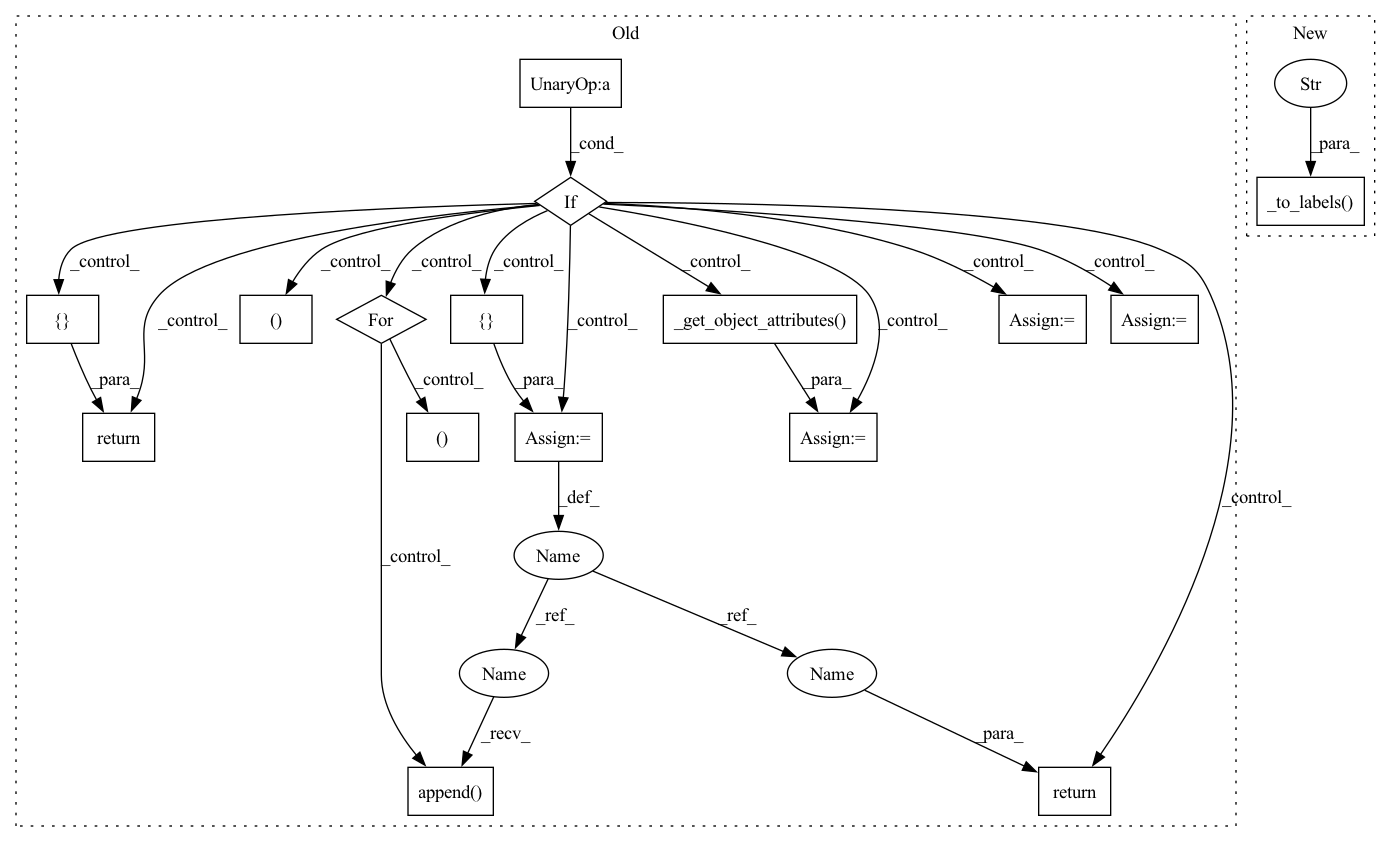 Old
New
UnaryOp:a
Str
_cond_
_para_
If
_to_labels()
_control_
_control_
_control_
_control_
_control_
_control_
_control_
_control_
_control_
_control_
{}
()
For
{}
_get_object_attributes()
Assign:=
Assign:=
_para_
_control_
_para_
_para_
return
()
Assign:=
Assign:=
_def_
_control_
_control_
Name
_ref_
_ref_
Name
Name
_recv_
_para_
append()
return